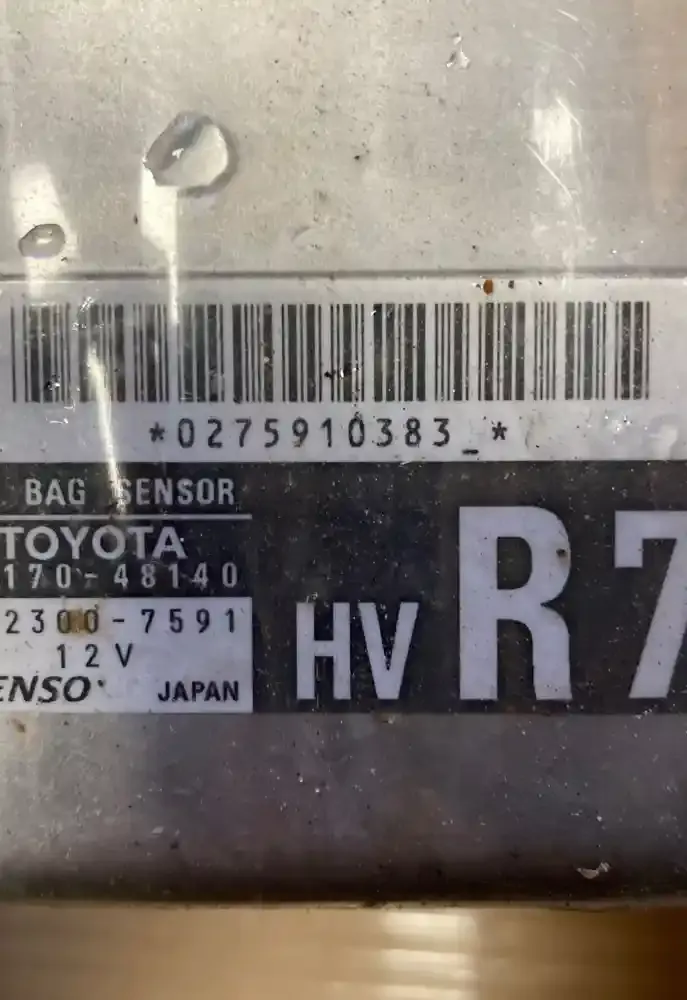 *0275910383_*
BAG SENSOR
TOYOTA
170-48140
2300-7591
12V
ENSO
JAPAN
HV R7